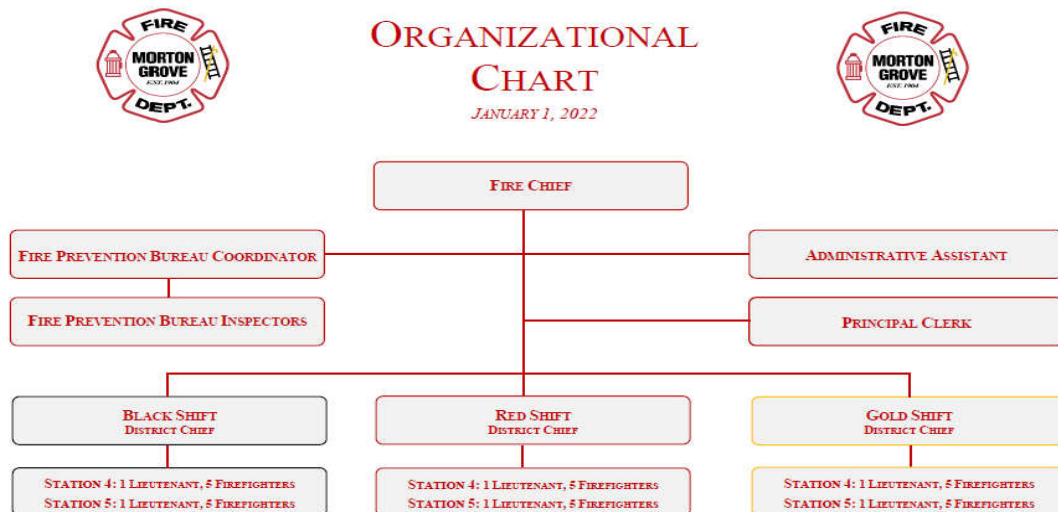 FIRE
MORTON
GROVE
EST. 1904
DEPT.
ORGANIZATIONAL
CHART
JANUARY 1, 2022
FIRE
MORTON
GROVE
EST. 1904
DEPT.
FIRE CHIEF
FIRE PREVENTION BUREAU COORDINATOR
ADMINISTRATIVE ASSISTANT
FIRE PREVENTION BUREAU INSPECTORS
PRINCIPAL CLERK
BLACK SHIFT
DISTRICT CHIEF
RED SHIFT
DISTRICT CHIEF
GOLD SHIFT
DISTRICT CHIEF
STATION 4: 1 LIEUTENANT, 5 FIREFIGHTERS
STATION 5: 1 LIEUTENANT, 5 FIREFIGHTERS
STATION 4: 1 LIEUTENANT, 5 FIREFIGHTERS
STATION 5: 1 LIEUTENANT, 5 FIREFIGHTERS
STATION 4: 1 LIEUTENANT, 5 FIREFIGHTERS
STATION 5: 1 LIEUTENANT, 5 FIREFIGHTERS